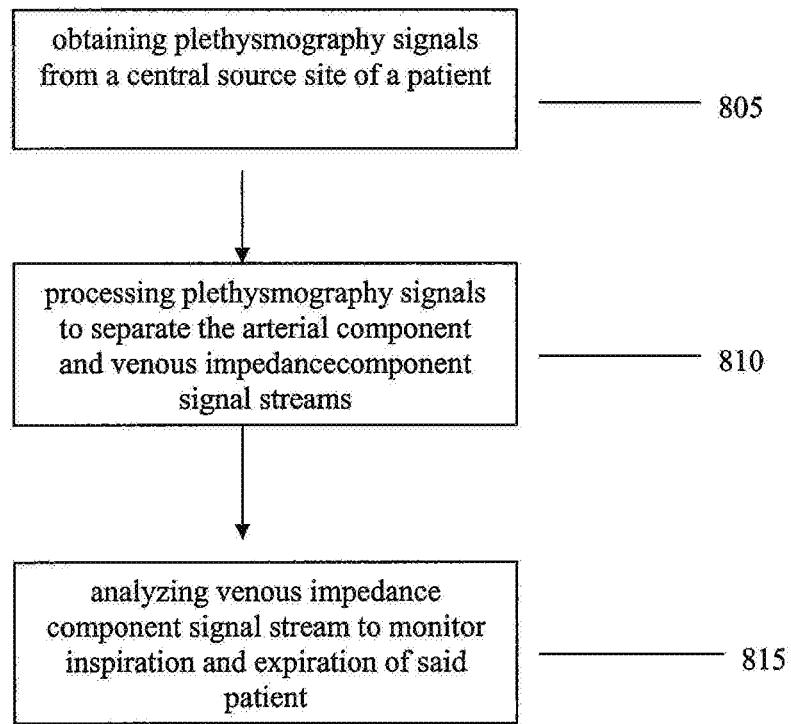 obtaining plethysmography signals
from a central source site of a patient
805
processing plethysmography signals
to separate the arterial component
and venous impedancecomponent
signal streams
810
analyzing venous impedance
component signal stream to monitor
inspiration and expiration of said
patient
815